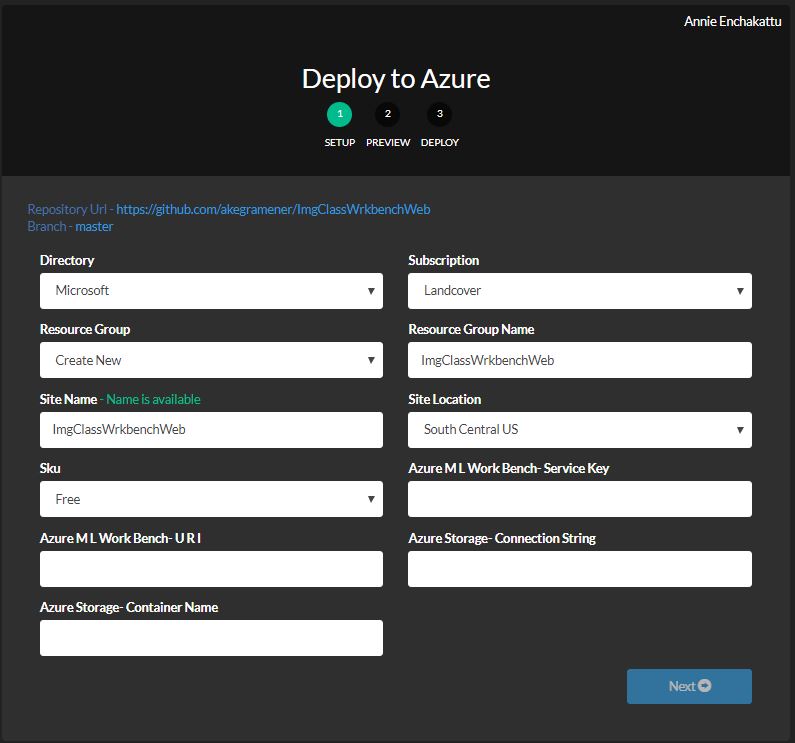 Annie Enchakattu
Deploy to Azure
1 2 3
SETUP PREVIEW DEPLOY
Repository Url - https://github.com/akegramener/ImgClassWrkbenchWeb
Branch - master
Directory Subscription
Microsoft Landcover
Resource Group Resource Group Name
Create New ImgClassWrkbenchWeb
Site Name - Name is available Site Location
ImgClassWrkbenchWeb South Central US
Sku Azure M L Work Bench- Service Key
Free
Azure M L Work Bench- U R I Azure Storage- Connection String
Azure Storage- Container Name
Next